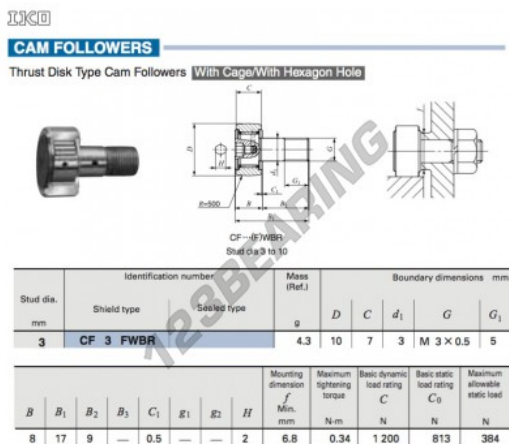 IKO
CAM FOLLOWERS
Thrust Disk Type Cam Followers With Cage/With Hexagon Hole
C
D
H
d1
G
G1
C1
R=500
B
B2
B1
CF···(F)WBR
Stud dia 3 to 10
123BEARING
Stud dia. mm
Identification number
Shield type
Sealed type
Mass (Ref.) g
Boundary dimensions mm
D C d1 G G1
3 CF 3 FWBR 4.3 10 7 3 M 3×0.5 5
B B1 B2 B3 C1 g1 g2 H
Mounting dimension f Min. mm
Maximum tightening torque N-m
Basic dynamic load rating C N
Basic static load rating C0 N
Maximum allowable static load N
8 17 9 — 0.5 — — 2 6.8 0.34 1 200 813 384